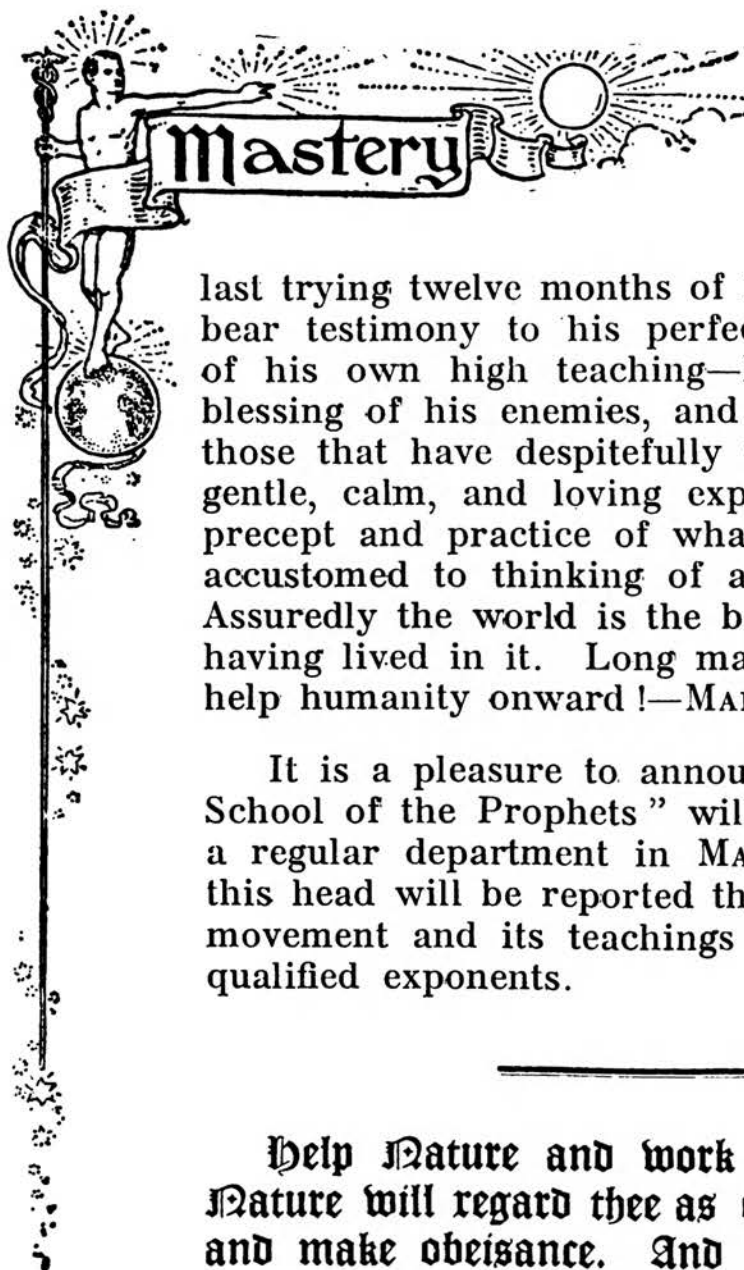 Mastery
last trying twelve months of
bear testimony to his perfec
of his own high teaching—
blessing of his enemies, and
those that have despitefully
gentle, calm, and loving exp
precept and practice of wha
accustomed to thinking of a
Assuredly the world is the b
having lived in it. Long ma
help humanity onward!—MA
It is a pleasure to annou
School of the Prophets" wil
a regular department in MA
this head will be reported th
movement and its teachings
qualified exponents.
Help Nature and work
Nature will regard thee as
and make obeisance. And